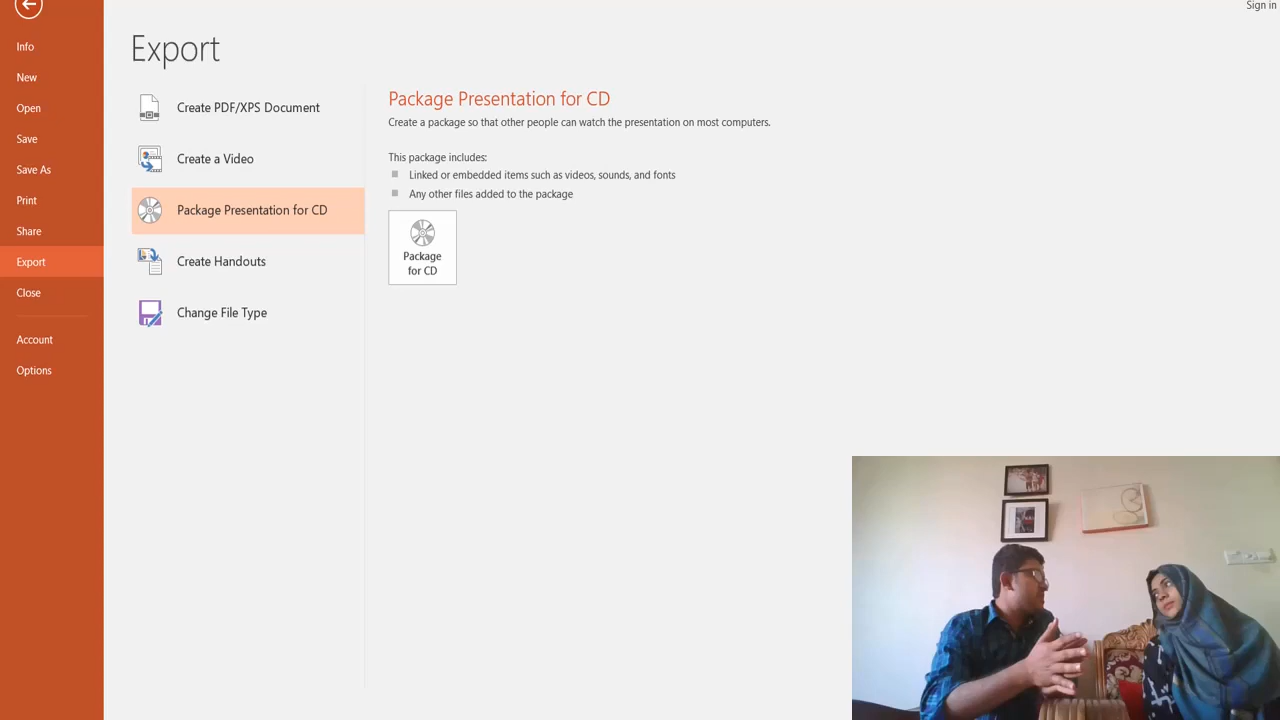 Sign in
Info
New
Open
Save
Save As
Print
Share
Export
Close
Account
Options
Export
Create PDF/XPS Document
Create a Video
Package Presentation for CD
Create Handouts
Change File Type
Package Presentation for CD
Create a package so that other people can watch the presentation on most computers.
This package includes:
Linked or embedded items such as videos, sounds, and fonts
Any other files added to the package
Package
for CD